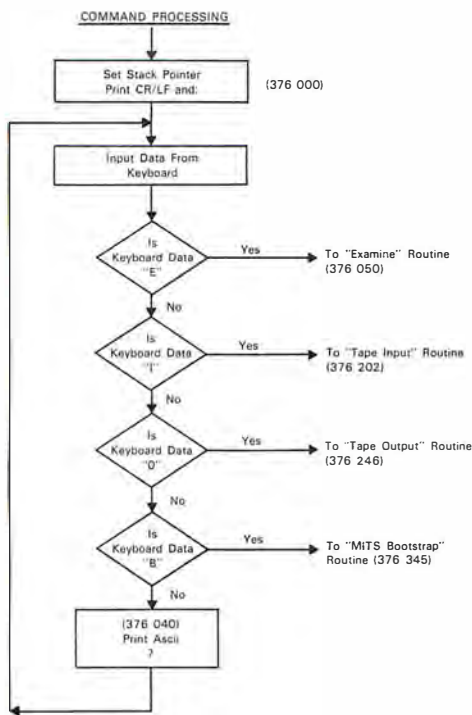 COMMAND PROCESSING
Set Stack Pointer
Print CR/LF and:
(376 000)
Input Data From
Keyboard
Is
Keyboard Data
"E"
Yes
To "Examine" Routine
(376 050)
No
Is
Keyboard Data
"I"
Yes
To "Tape Input" Routine
(376 202)
No
Is
Keyboard Data
"O"
Yes
To "Tape Output" Routine
(376 246)
No
Is
Keyboard Data
"B"
Yes
To "MITS Bootstrap"
Routine (376 345)
No
(376 040)
Print Ascii
?